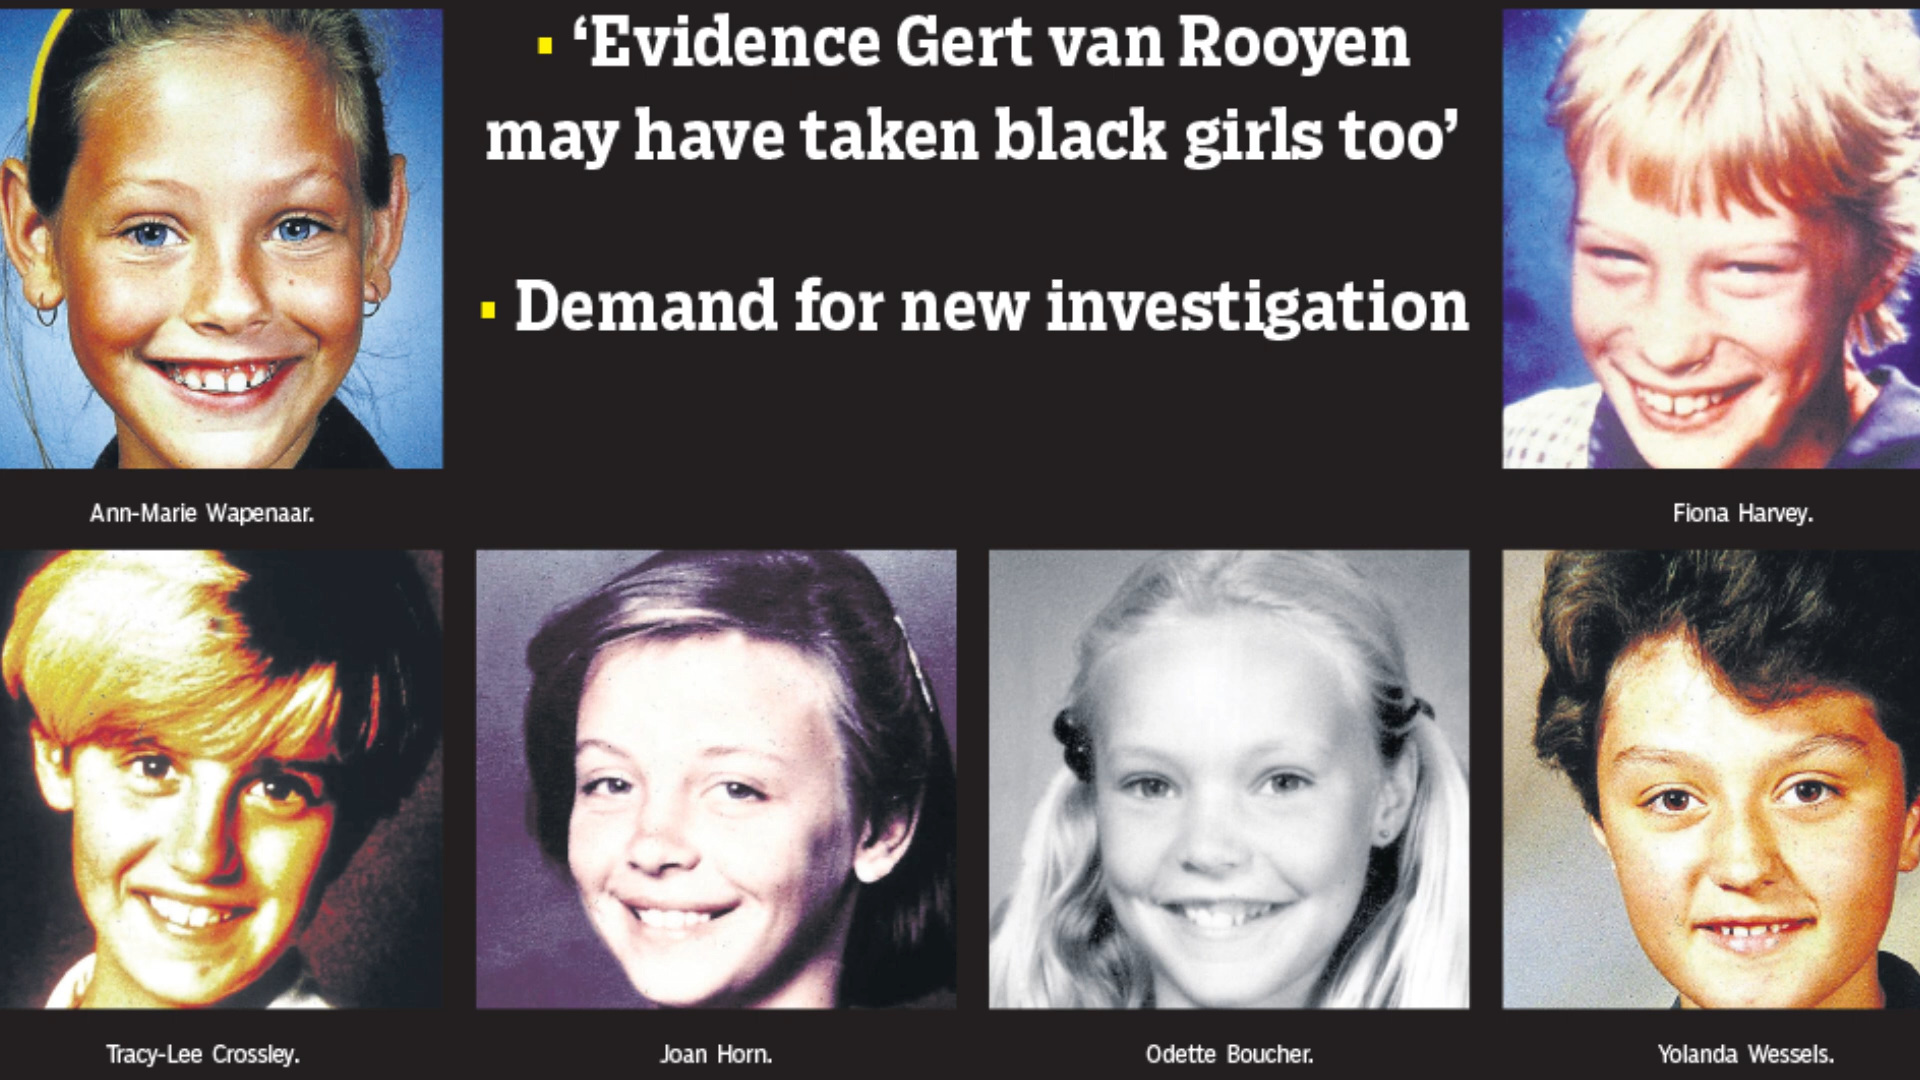 ▪ ‘Evidence Gert van Rooyen
may have taken black girls too’
▪ Demand for new investigation
Ann-Marie Wapenaar.
Fiona Harvey.
Tracy-Lee Crossley.
Joan Horn.
Odette Boucher.
Yolanda Wessels.